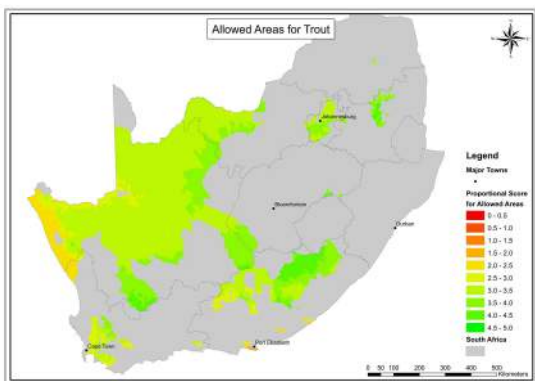 Allowed Areas for Trout
Johannesburg
Bloemfontein
Durban
Cape Town
Port Elizabeth
Legend
Major Towns
Proportional Score
for Allowed Areas
0 - 0.5
0.5 - 1.0
1.0 - 1.5
1.5 - 2.0
2.0 - 2.5
2.5 - 3.0
3.0 - 3.5
3.5 - 4.0
4.0 - 4.5
4.5 - 5.0
South Africa
0 50 100 200 300 400 500
Kilometers